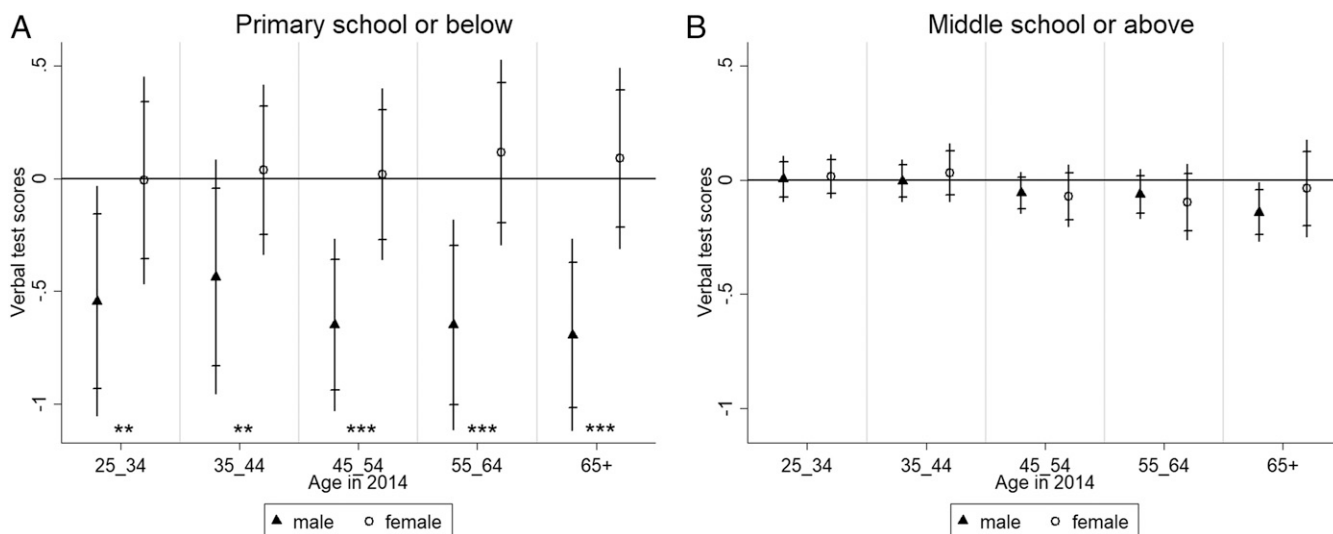 A
Primary school or below
Verbal test scores
.5
0
-.5
-1
** ** *** *** ***
25_34 35_44 45_54 55_64 65+
Age in 2014
male female
B
Middle school or above
Verbal test scores
.5
0
-.5
-1
25_34 35_44 45_54 55_64 65+
Age in 2014
male female